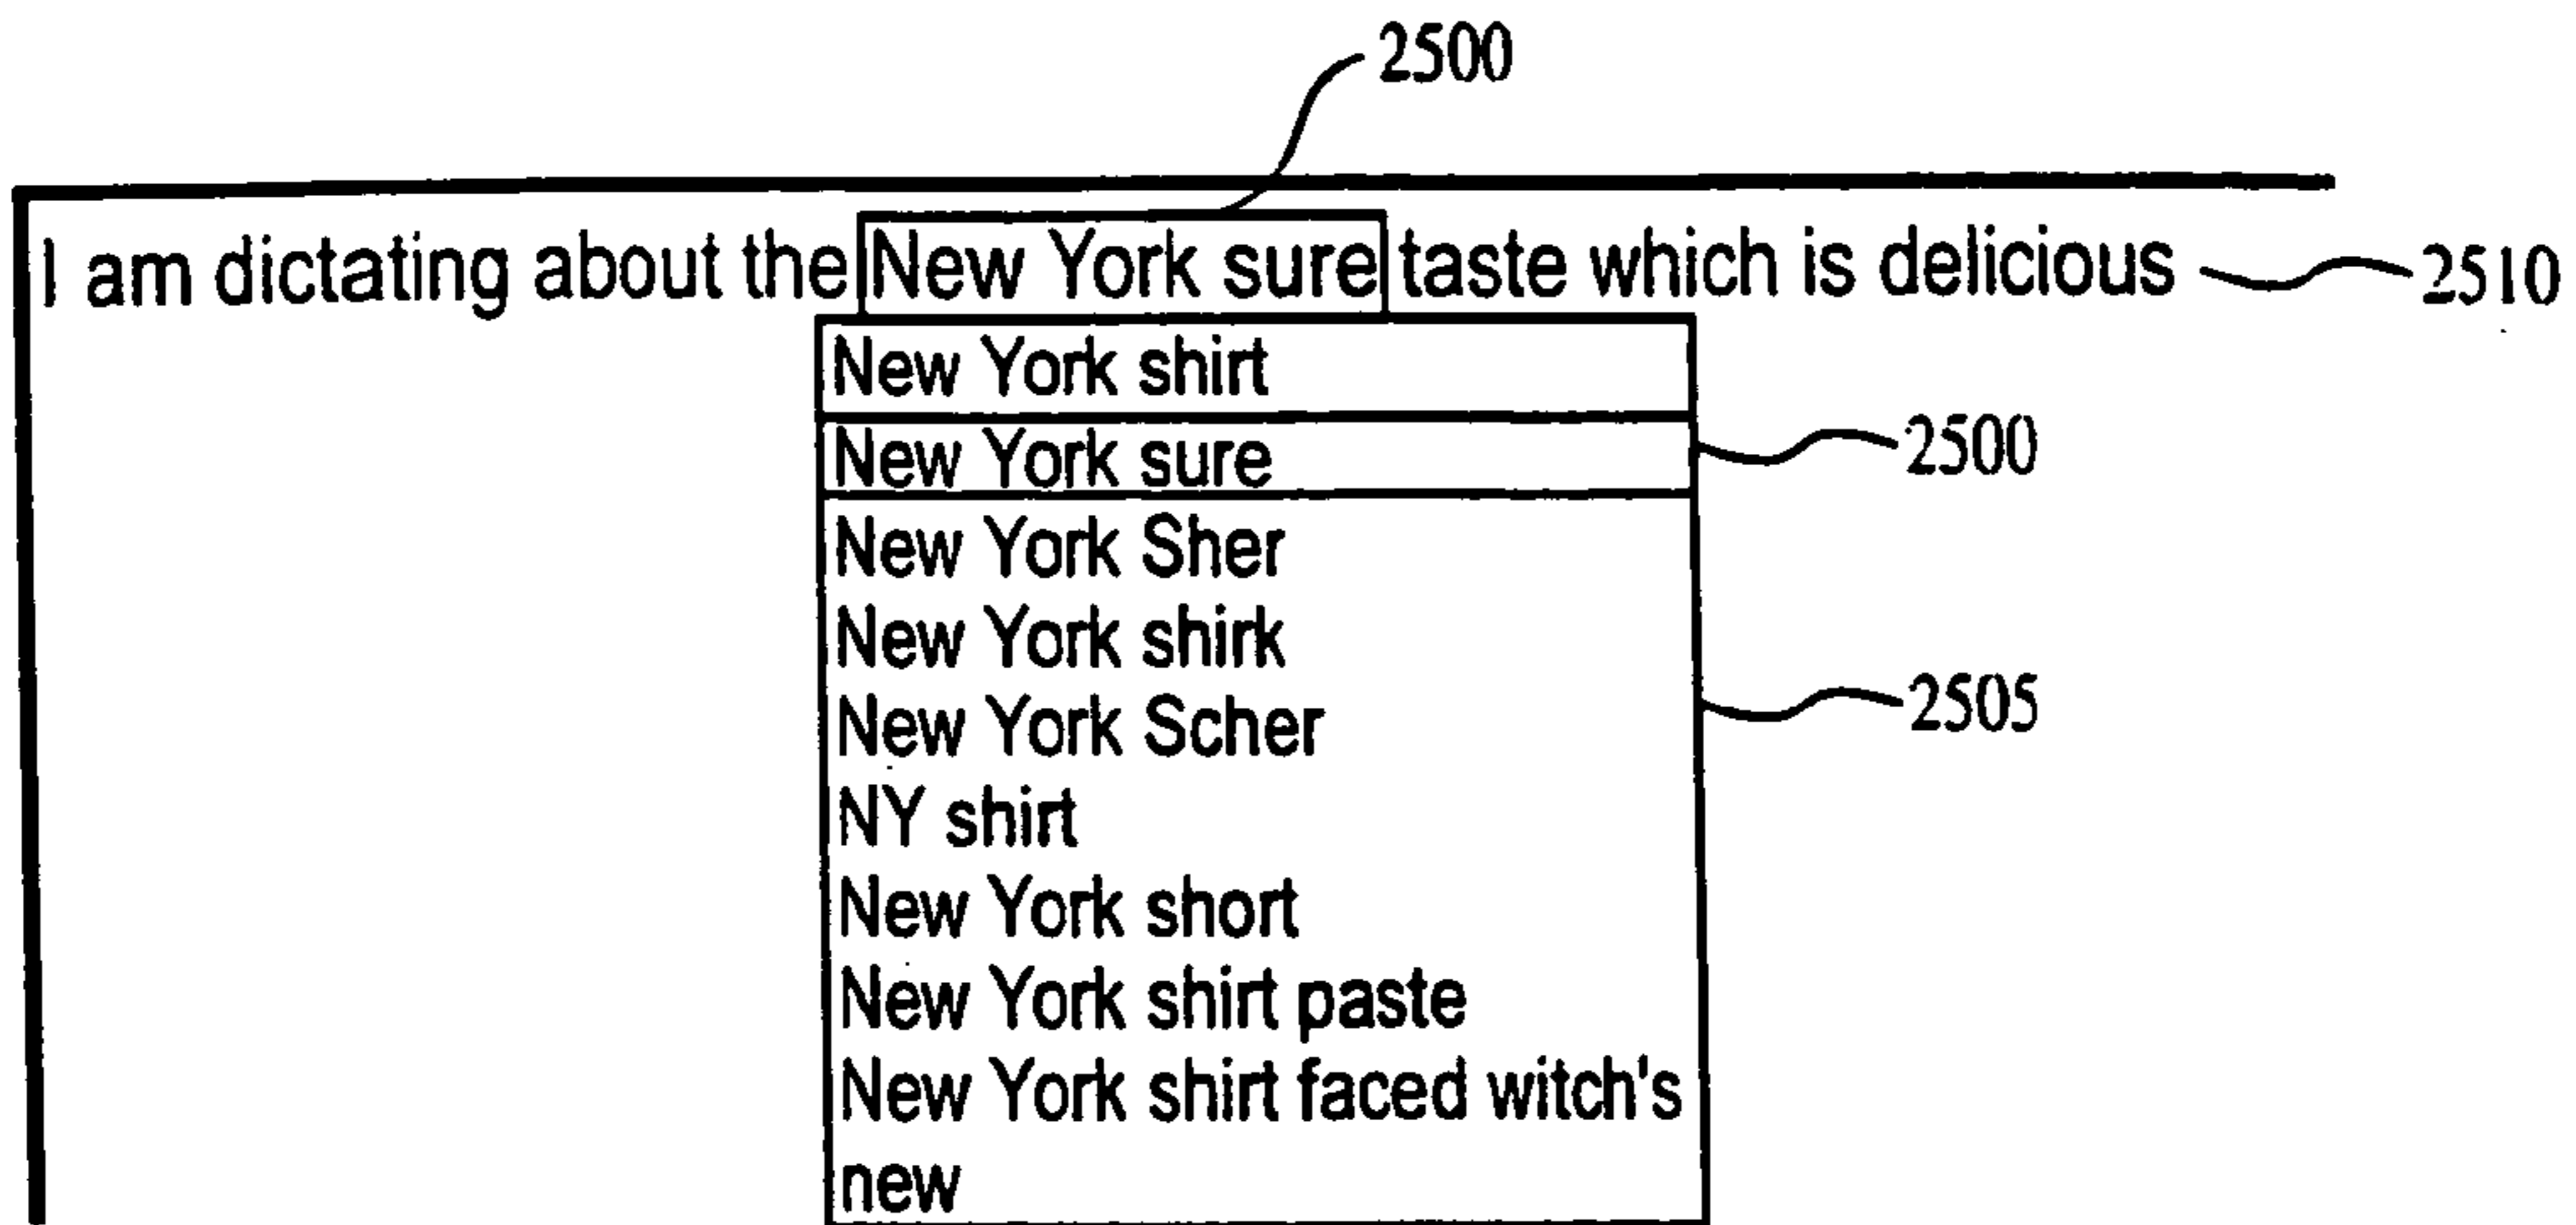 2500
I am dictating about the New York sure taste which is delicious 2510
New York shirt
New York sure 2500
New York Sher
New York shirk
New York Scher 2505
NY shirt
New York short
New York shirt paste
New York shirt faced witch's
new